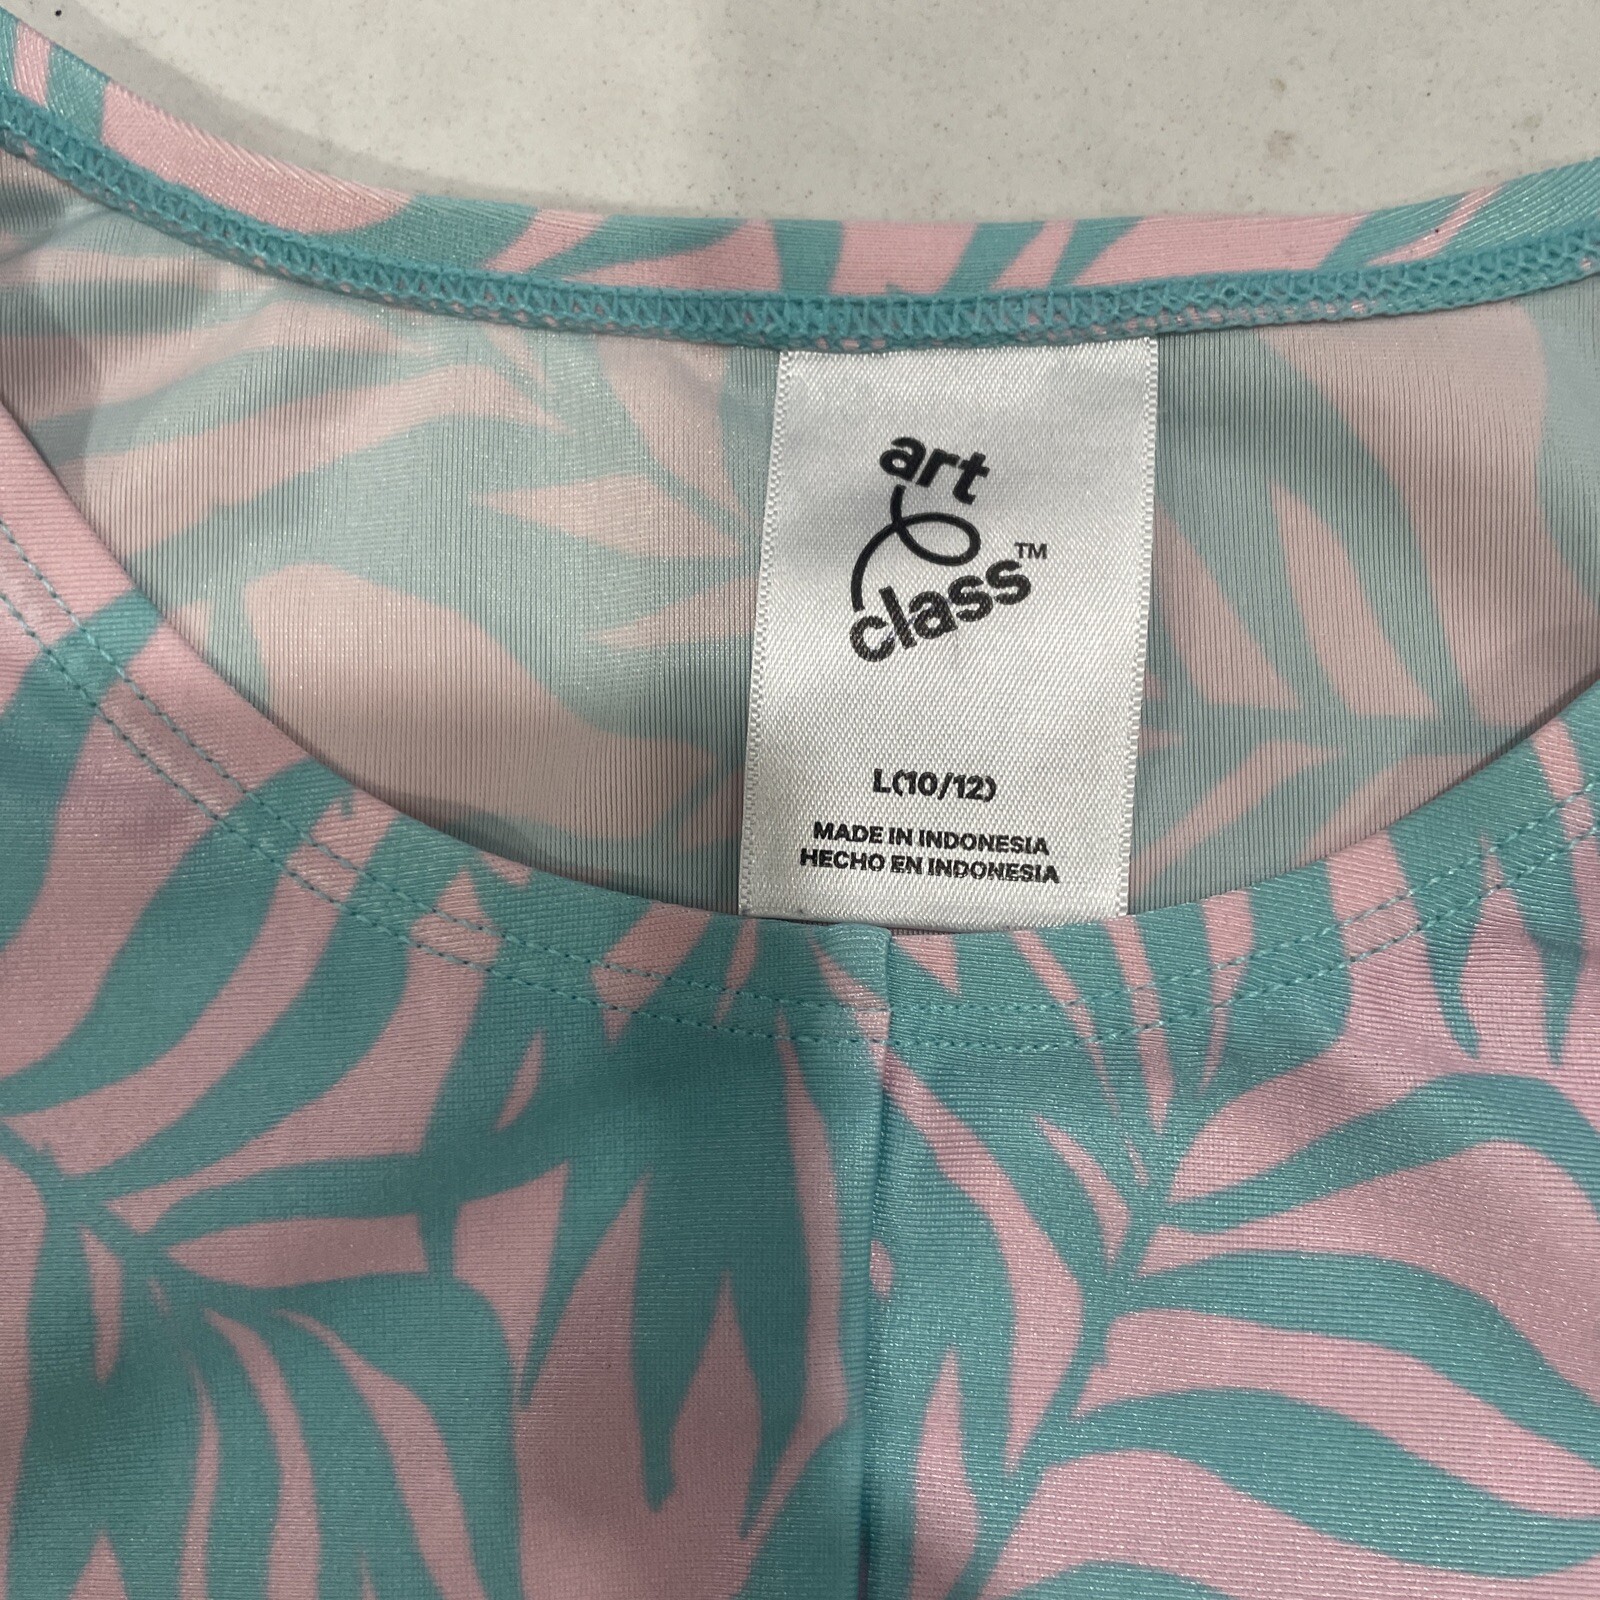 art
class™
L(10/12)
MADE IN INDONESIA
HECHO EN INDONESIA